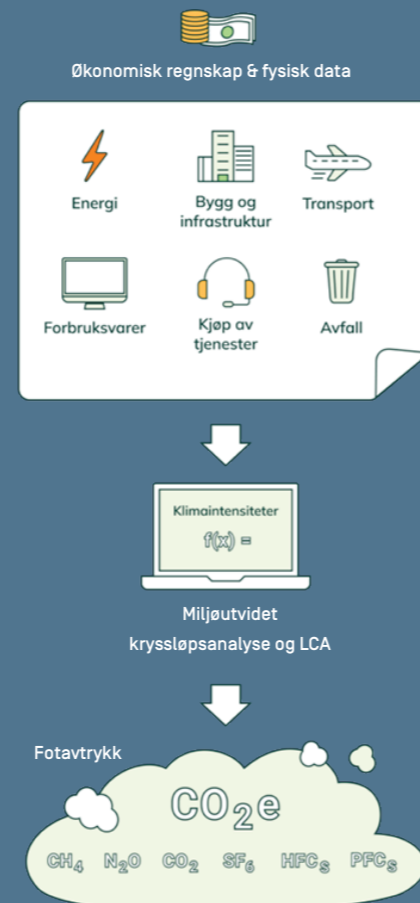 Økonomisk regnskap & fysisk data
Energi
Bygg og
infrastruktur
Transport
Forbruksvarer
Kjøp av
tjenester
Avfall
Klimaintensiteter
f(x) =
Miljøutvidet
kryssløpsanalyse og LCA
Fotavtrykk
CO₂e
CH₄ N₂O CO₂ SF₆ HFCₛ PFCₛ